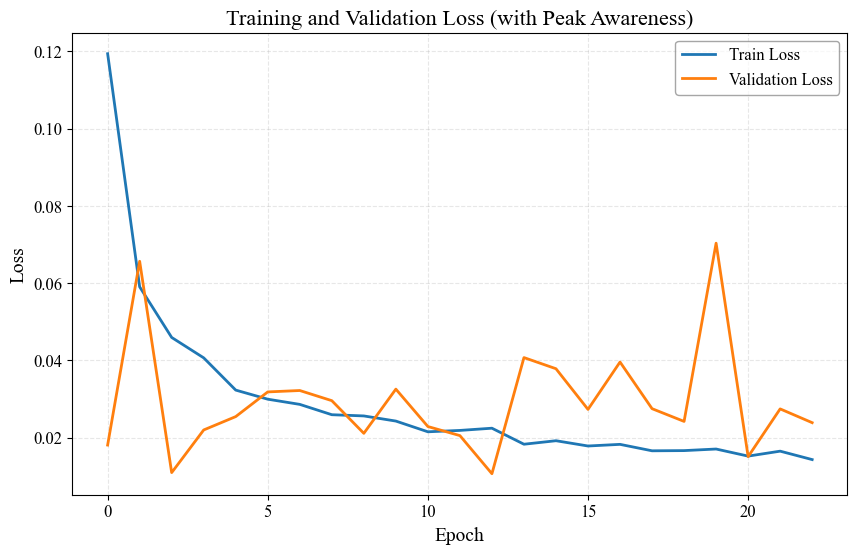 Training and Validation Loss (with Peak Awareness)
Train Loss
Validation Loss
0.12
0.10
0.08
0.06
0.04
0.02
Loss
0 5 10 15 20
Epoch